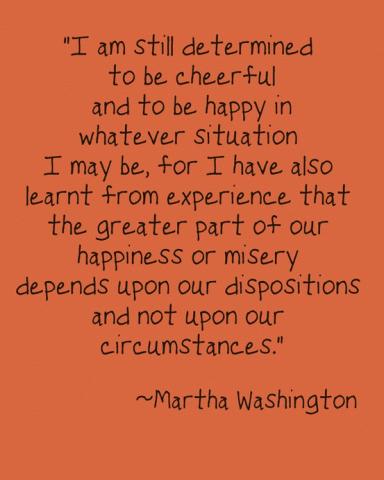 "I am still determined
to be cheerful
and to be happy in
whatever situation
I may be, for I have also
learnt from experience that
the greater part of our
happiness or misery
depends upon our dispositions
and not upon our
circumstances."
~Martha Washington